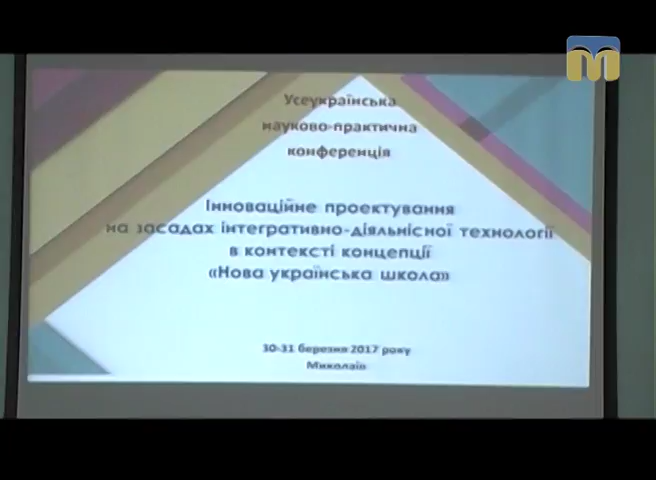 Усеукраїнська
науково-практична
конференція
Інноваційне проектування
на засадах інтегративно-діяльнісної технології
в контексті концепції
«Нова українська школа»
30-31 березня 2017 року
Миколаїв